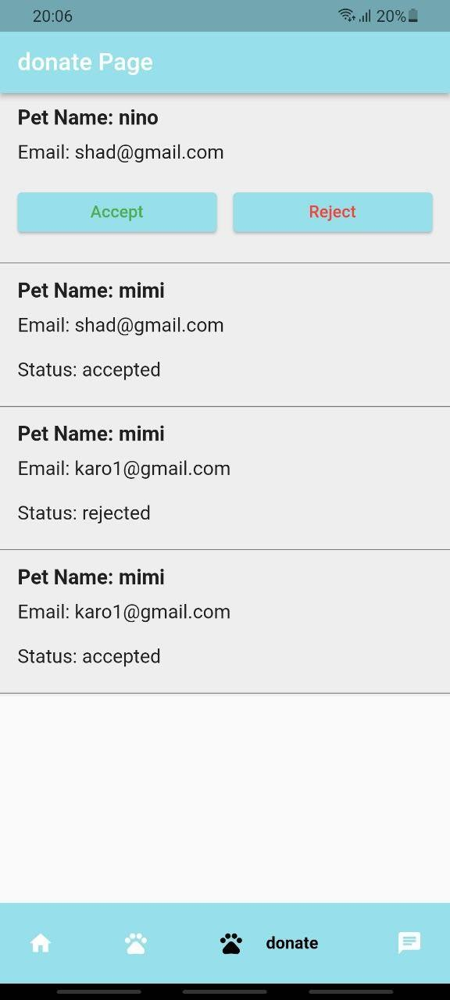 20:06
20%
donate Page
Pet Name: nino
Email: shad@gmail.com
Accept
Reject
Pet Name: mimi
Email: shad@gmail.com
Status: accepted
Pet Name: mimi
Email: karo1@gmail.com
Status: rejected
Pet Name: mimi
Email: karo1@gmail.com
Status: accepted
donate